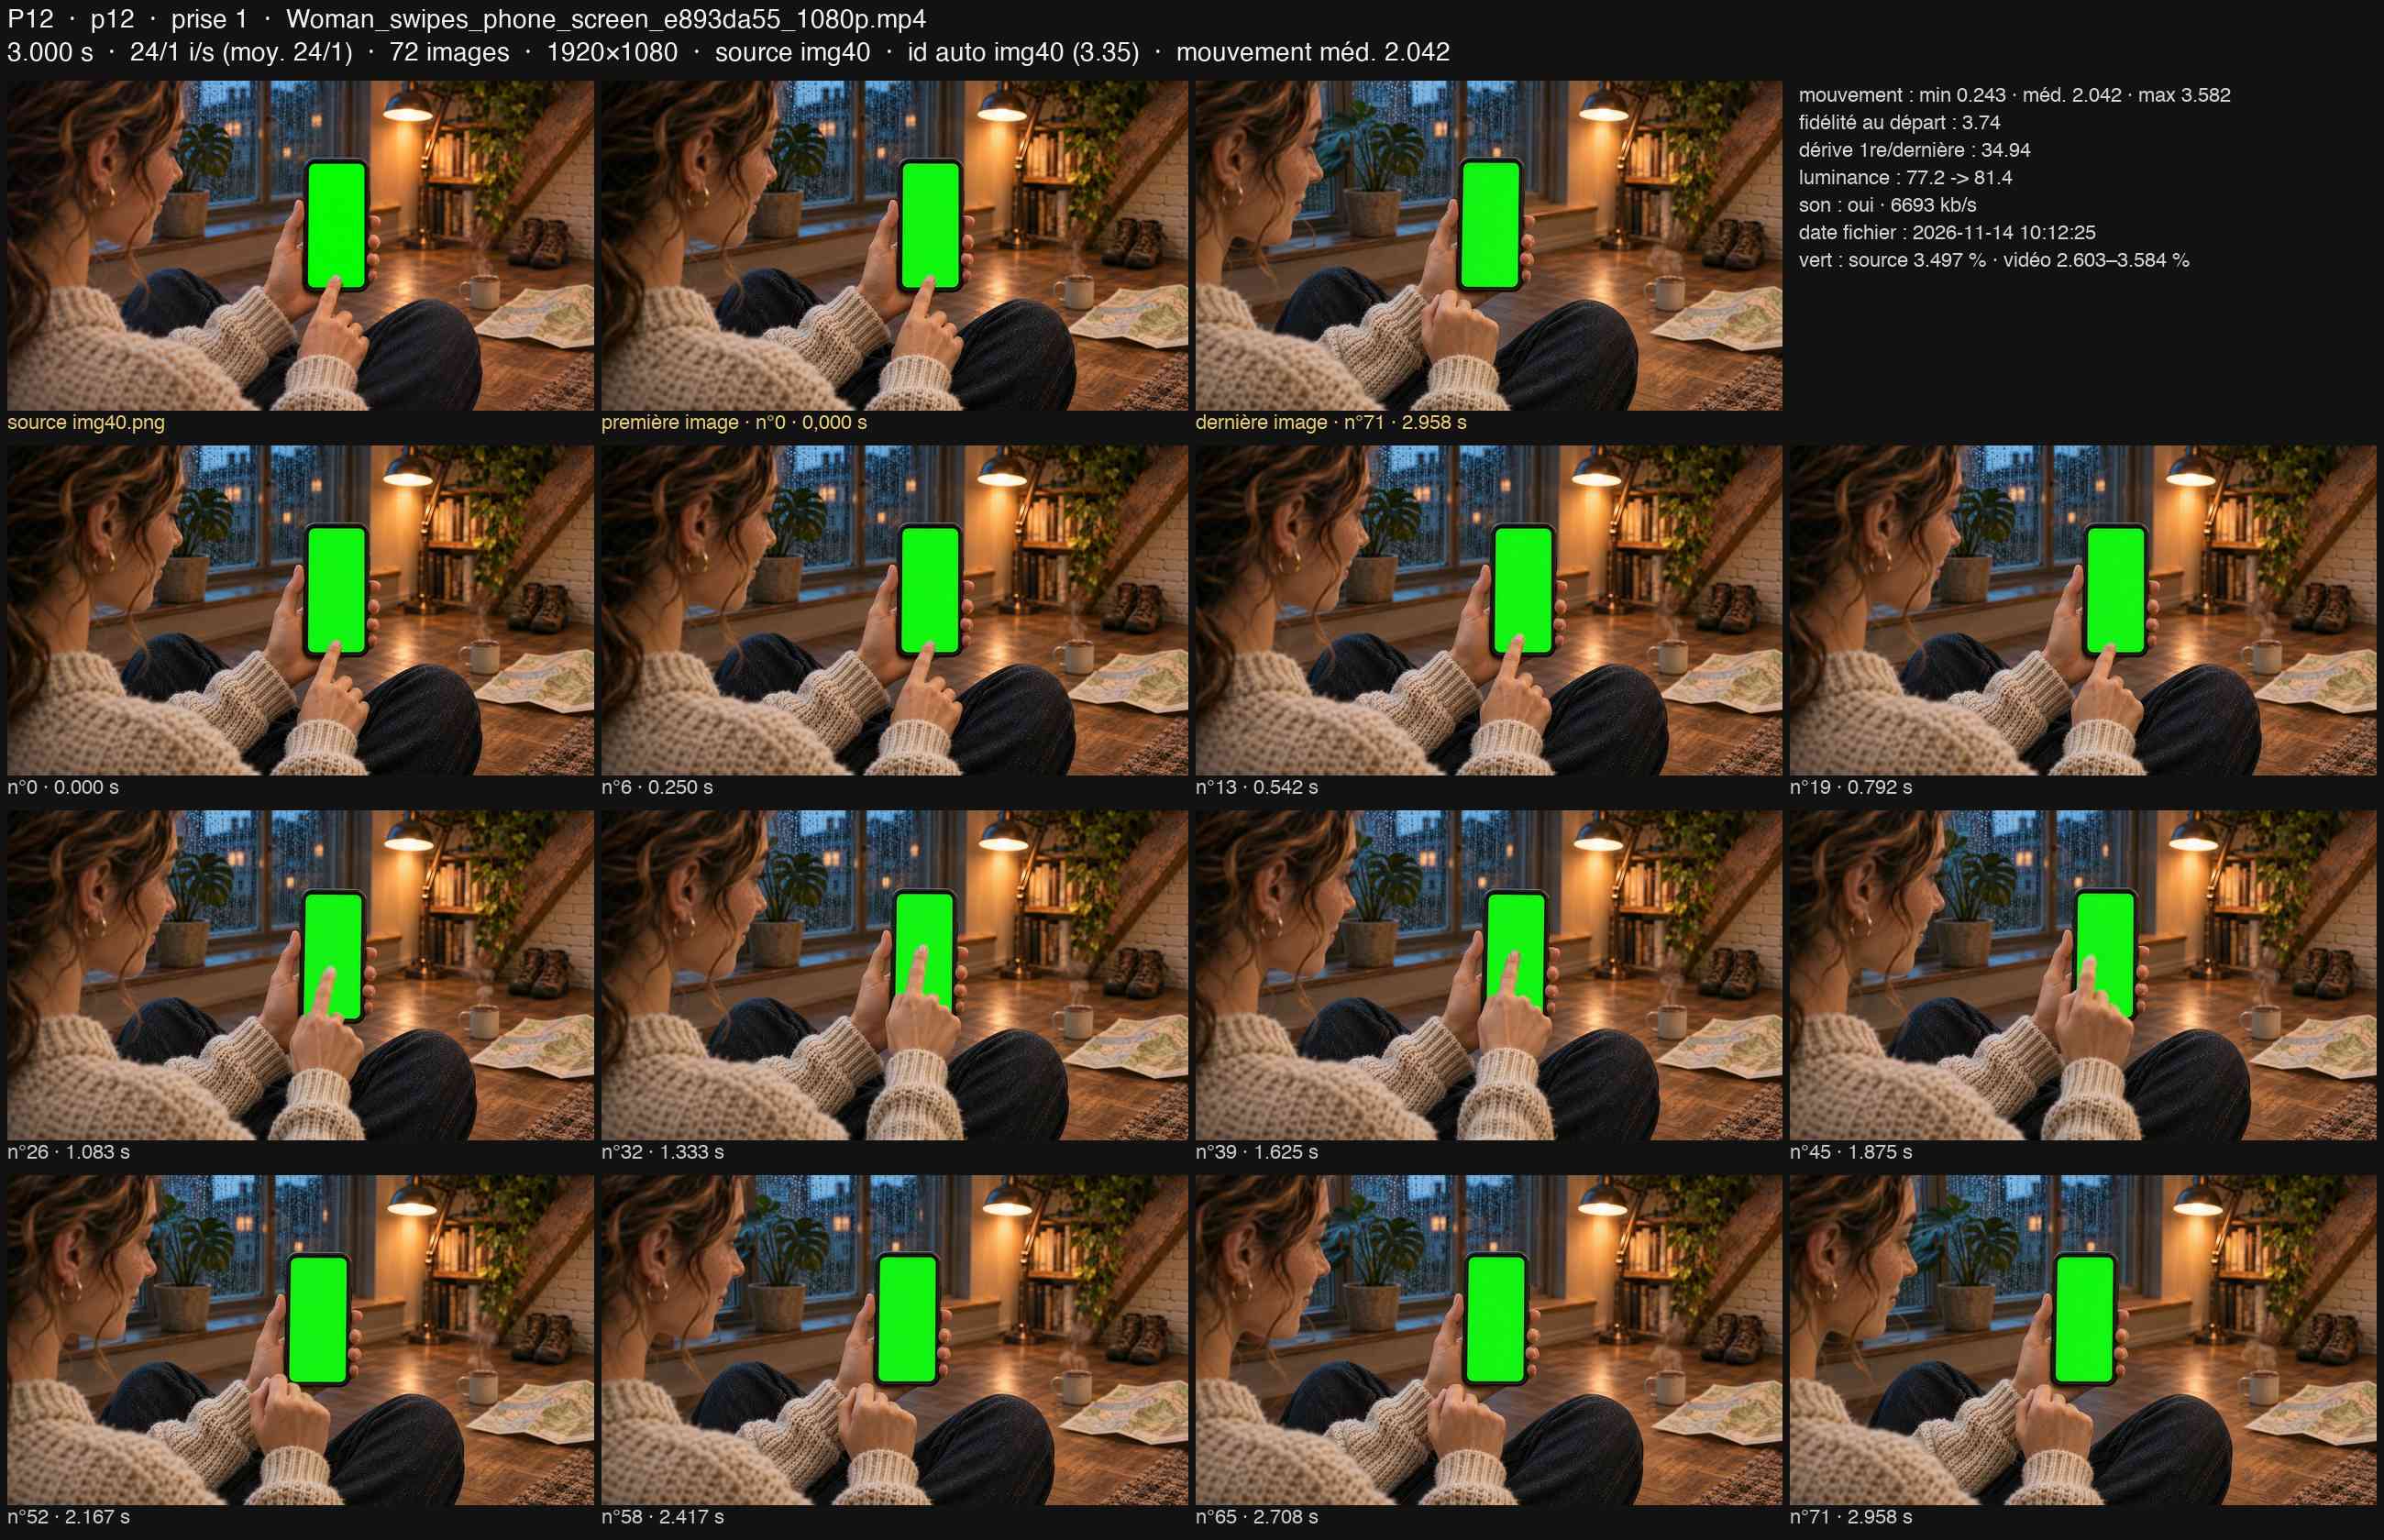 P12 · p12 · prise 1 · Woman_swipes_phone_screen_e893da55_1080p.mp4
3.000 s · 24/1 i/s (moy. 24/1) · 72 images · 1920×1080 · source img40 · id auto img40 (3.35) · mouvement méd. 2.042
mouvement : min 0.243 · méd. 2.042 · max 3.582
fidélité au départ : 3.74
dérive 1re/dernière : 34.94
luminance : 77.2 -> 81.4
son : oui · 6693 kb/s
date fichier : 2026-11-14 10:12:25
vert : source 3.497 % · vidéo 2.603–3.584 %
source img40.png
première image · n°0 · 0,000 s
dernière image · n°71 · 2.958 s
n°0 · 0.000 s
n°6 · 0.250 s
n°13 · 0.542 s
n°19 · 0.792 s
n°26 · 1.083 s
n°32 · 1.333 s
n°39 · 1.625 s
n°45 · 1.875 s
n°52 · 2.167 s
n°58 · 2.417 s
n°65 · 2.708 s
n°71 · 2.958 s